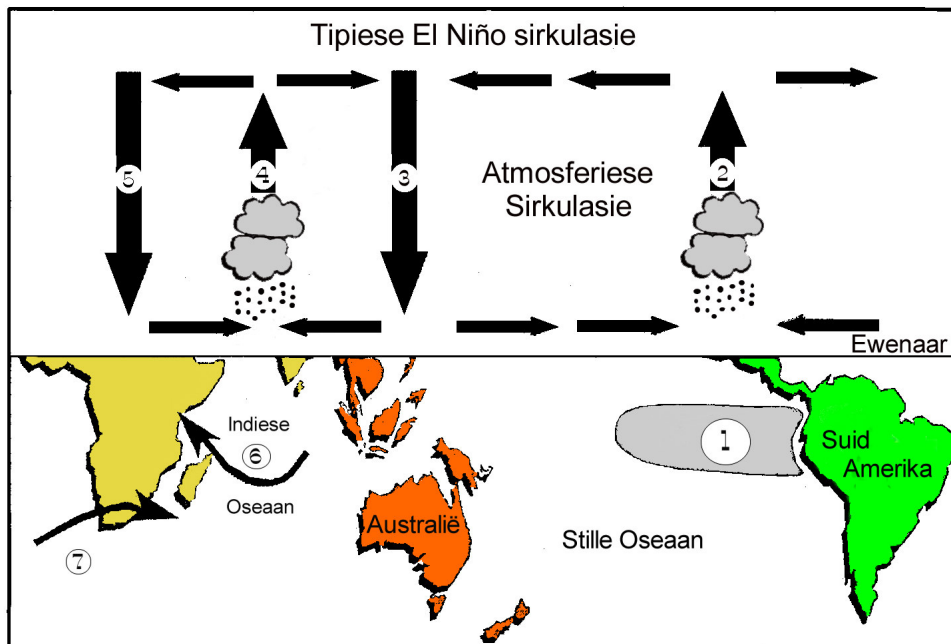 Tipiese El Niño sirkulasie
5
4
3
2
Atmosferiese
Sirkulasie
Ewenaar
Indiese
6
Oseaan
7
Australië
Stille Oseaan
1
Suid
Amerika